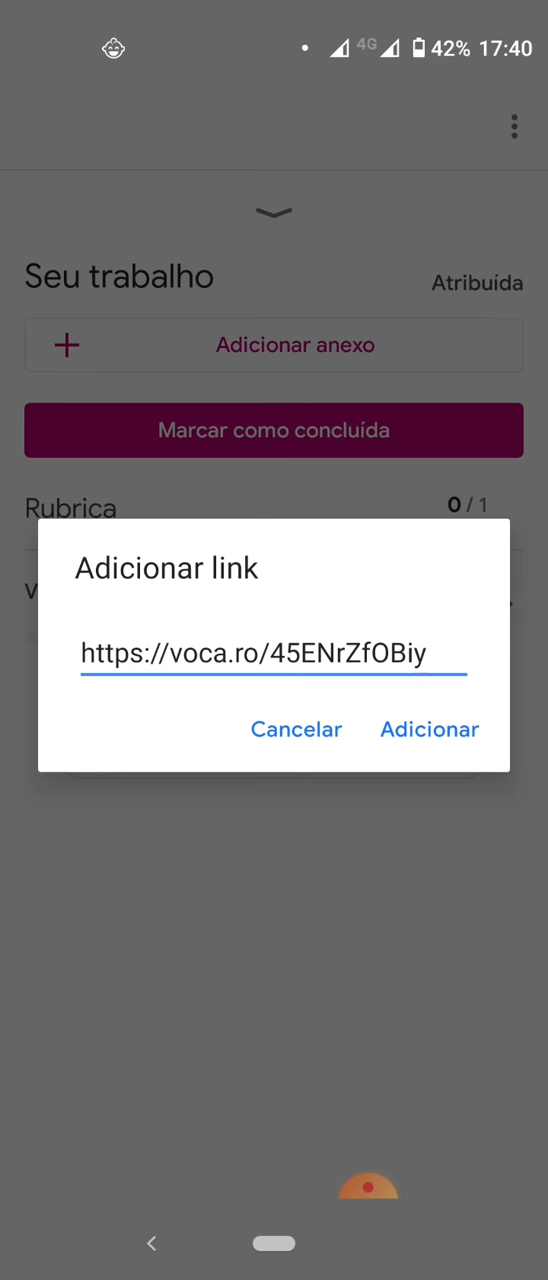 4G 42% 17:40
Seu trabalho
Atribuída
Adicionar anexo
Marcar como concluída
Rubrica
0 / 1
Adicionar link
https://voca.ro/45ENrZfOBiy
Cancelar Adicionar